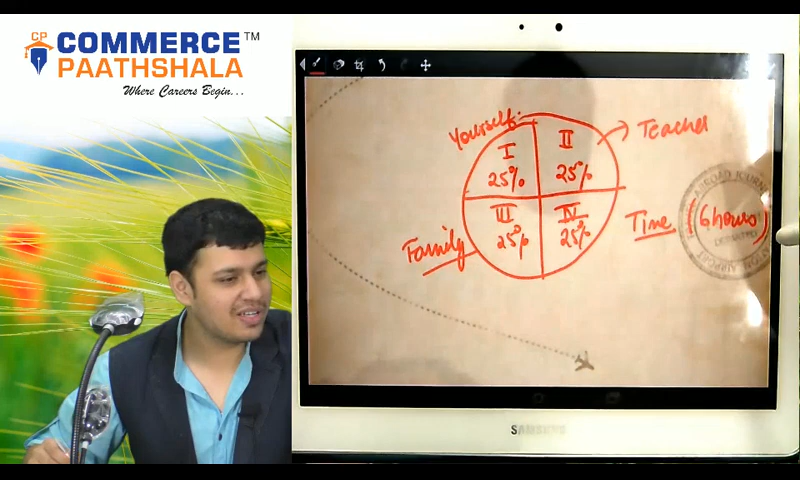 CP
COMMERCE™
PAATHSHALA
Where Careers Begin...
Yourself
Teacher
I
25%
II
25%
III
25%
IV
25%
Family
Time
(6 hours)
SAMSUNG